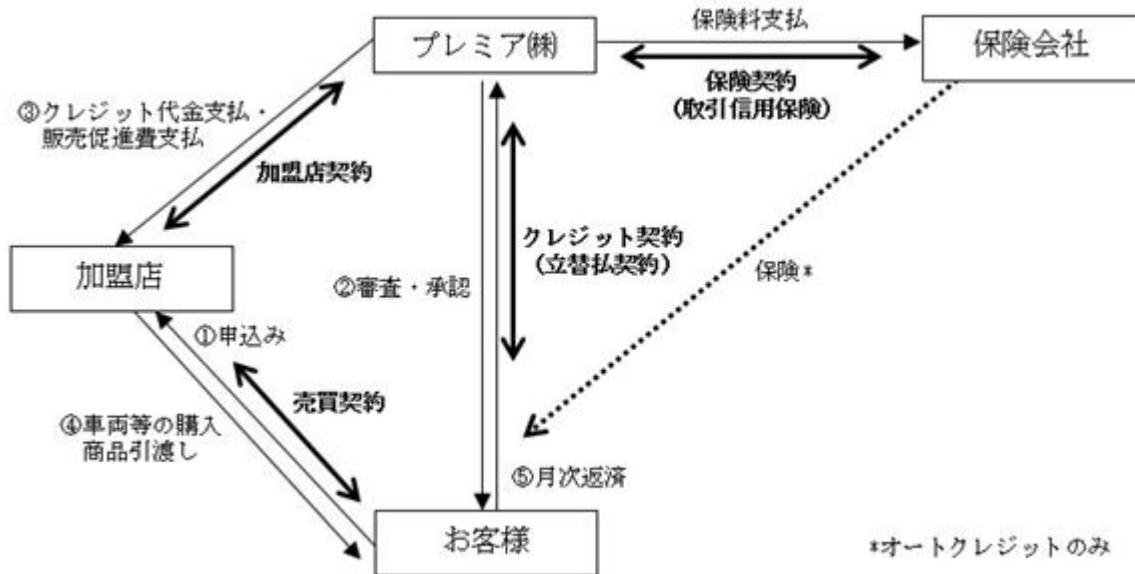 プレミア㈱
保険料支払
保険会社
保険契約
(取引信用保険)
③クレジット代金支払・
販売促進費支払
加盟店契約
クレジット契約
(立替払契約)
加盟店
②審査・承認
保険*
①申込み
売買契約
④車両等の購入
商品引渡し
⑤月次返済
お客様
*オートクレジットのみ